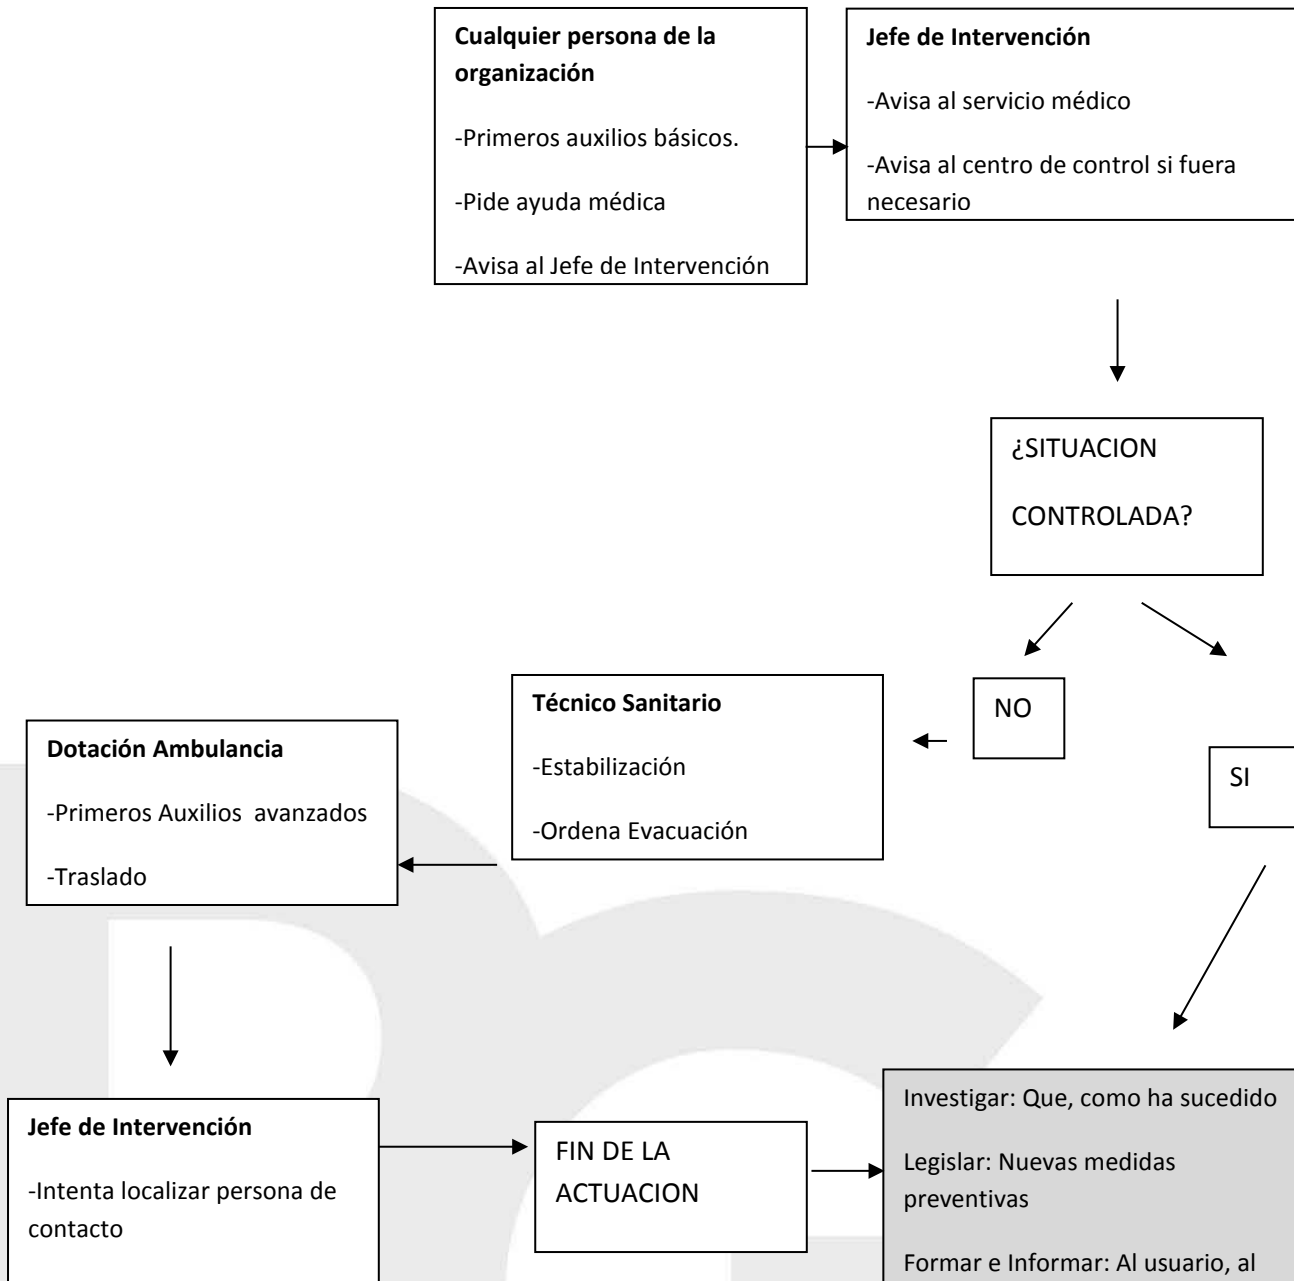 Cualquier persona de la
organización
-Primeros auxilios básicos.
-Pide ayuda médica
-Avisa al Jefe de Intervención
Jefe de Intervención
-Avisa al servicio médico
-Avisa al centro de control si fuera
necesario
¿SITUACION
CONTROLADA?
NO
SI
Técnico Sanitario
-Estabilización
-Ordena Evacuación
Dotación Ambulancia
-Primeros Auxilios  avanzados
-Traslado
Jefe de Intervención
-Intenta localizar persona de
contacto
FIN DE LA
ACTUACION
Investigar: Que, como ha sucedido
Legislar: Nuevas medidas
preventivas
Formar e Informar: Al usuario, al